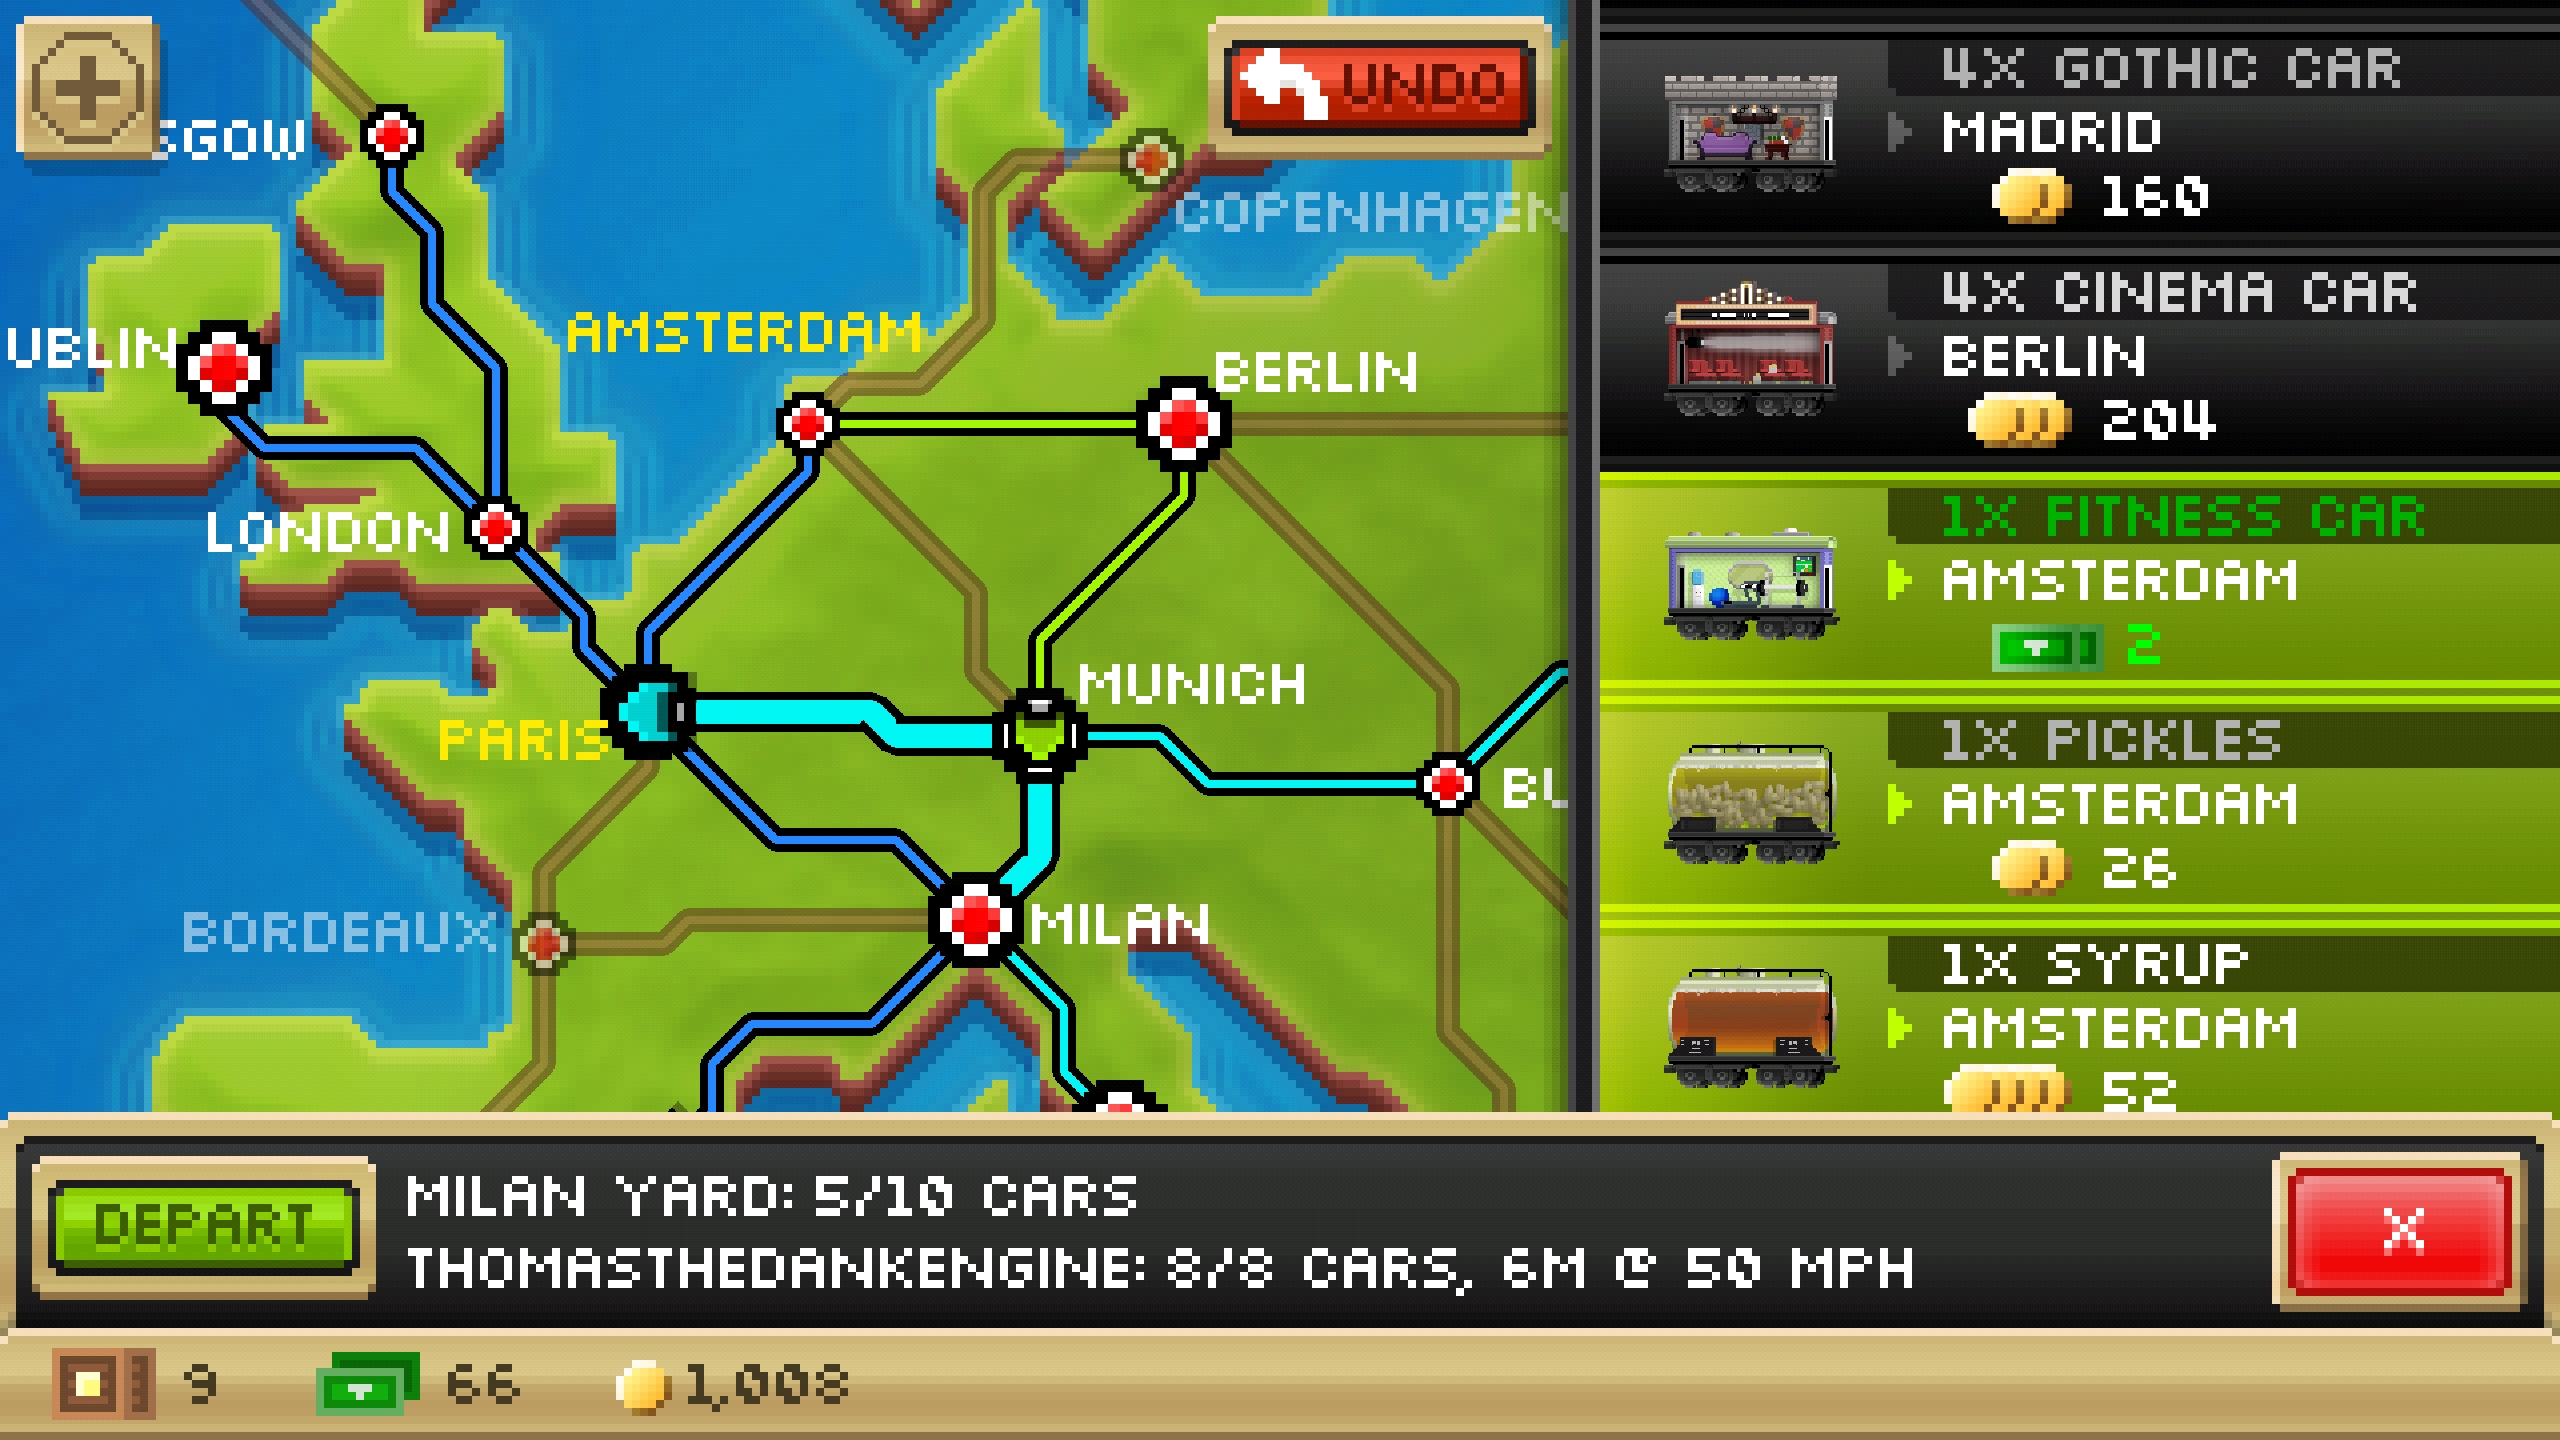 UNDO
GOW
COPENHAGEN
UBLIN
AMSTERDAM
BERLIN
LONDON
MUNICH
PARIS
BL
BORDEAUX
MILAN
4X GOTHIC CAR
MADRID
160
4X CINEMA CAR
BERLIN
204
1X FITNESS CAR
AMSTERDAM
2
1X PICKLES
AMSTERDAM
26
1X SYRUP
AMSTERDAM
52
DEPART
MILAN YARD: 5/10 CARS
THOMASTHEDANKENGINE: 8/8 CARS, 6M @ 50 MPH
X
9
66
1,008